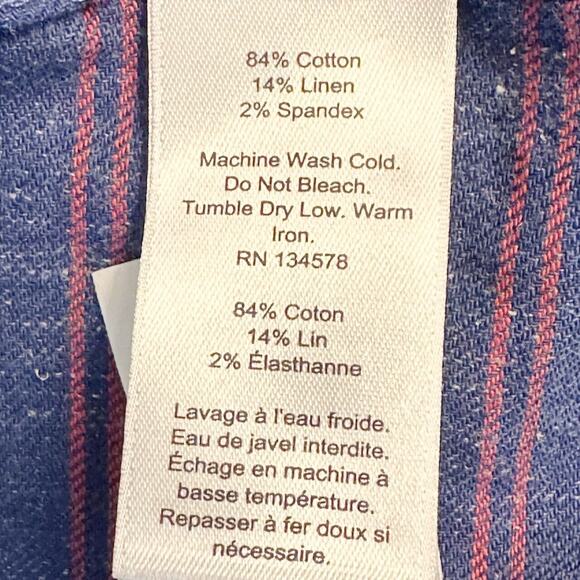 84% Cotton
14% Linen
2% Spandex
Machine Wash Cold.
Do Not Bleach.
Tumble Dry Low. Warm
Iron.
RN 134578
84% Coton
14% Lin
2% Élasthanne
Lavage à l'eau froide.
Eau de javel interdite.
Échage en machine à
basse température.
Repasser à fer doux si
nécessaire.